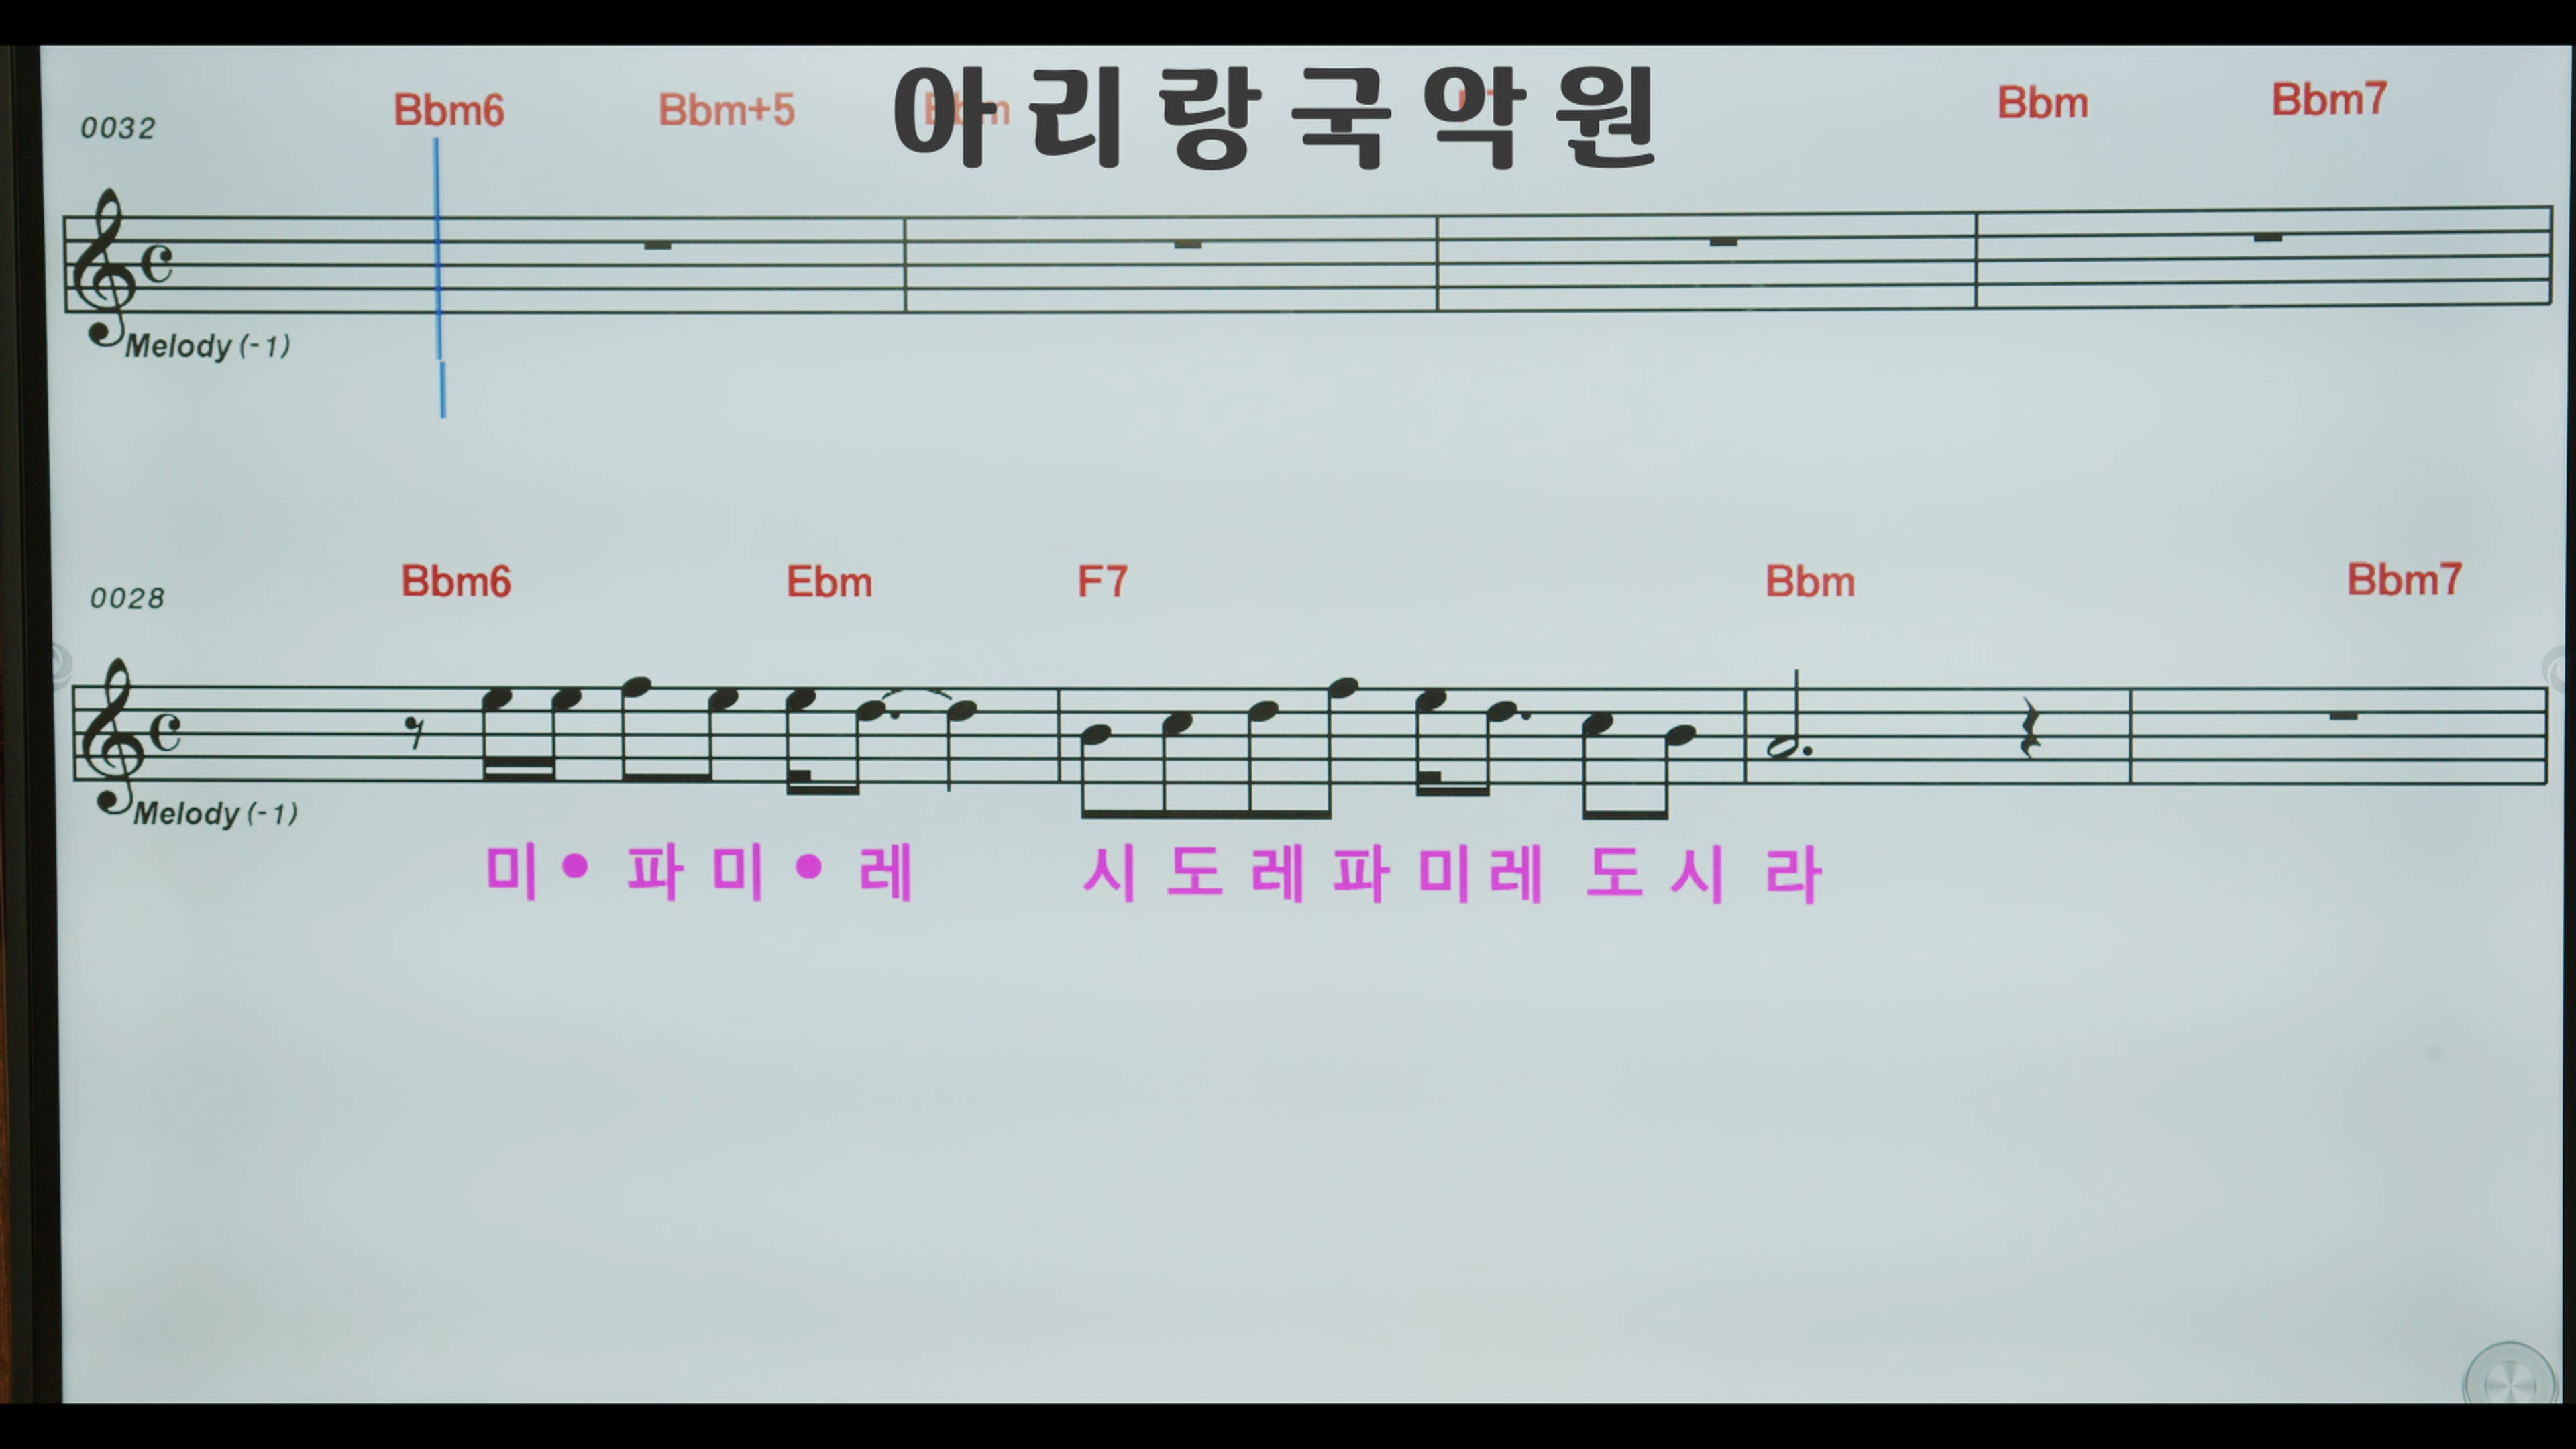 아리랑국악원
0032 Bbm6 Bbm+5 Ebm Bbm Bbm7
Melody (-1)
0028 Bbm6 Ebm F7 Bbm Bbm7
Melody (-1)
미 • 파 미 • 레 시 도 레 파 미 레 도 시 라